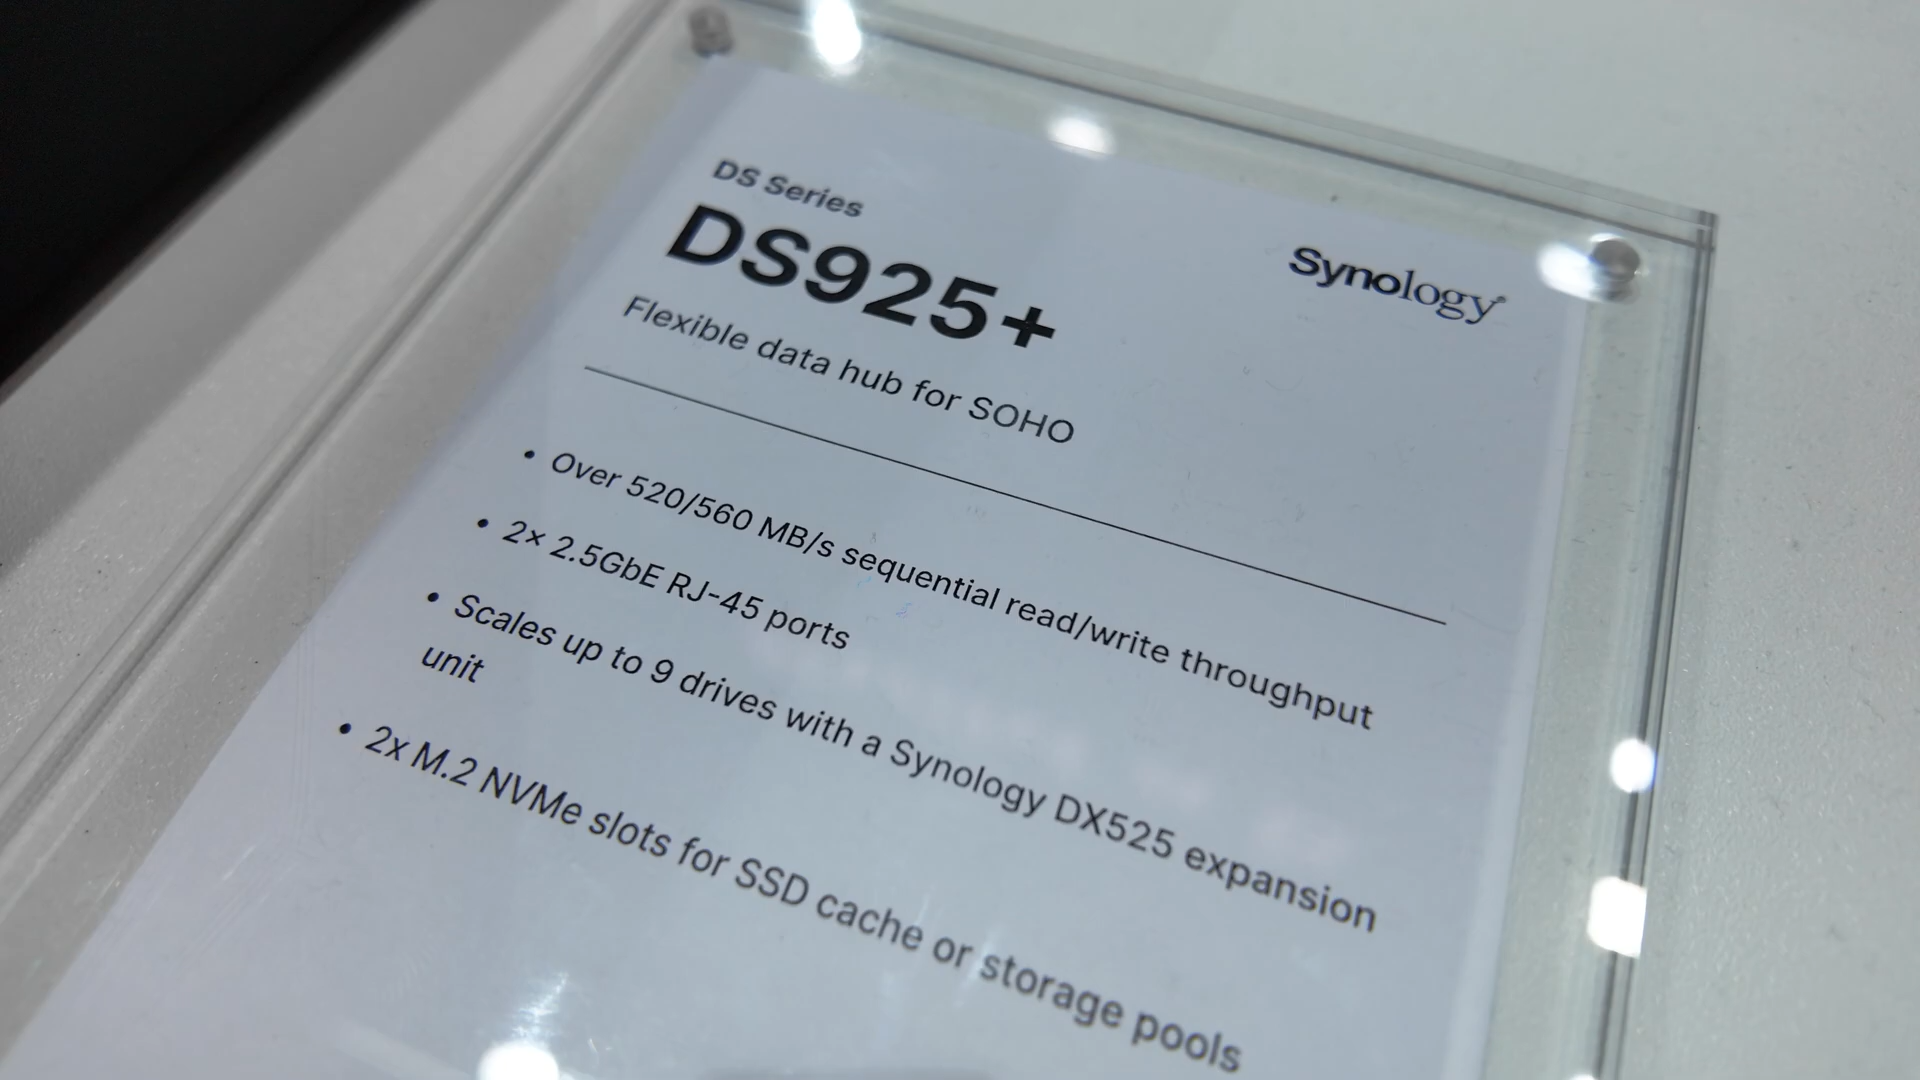 DS Series
DS925+
Synology®
Flexible data hub for SOHO
• Over 520/560 MB/s sequential read/write throughput
• 2× 2.5GbE RJ-45 ports
• Scales up to 9 drives with a Synology DX525 expansion
unit
• 2x M.2 NVMe slots for SSD cache or storage pools